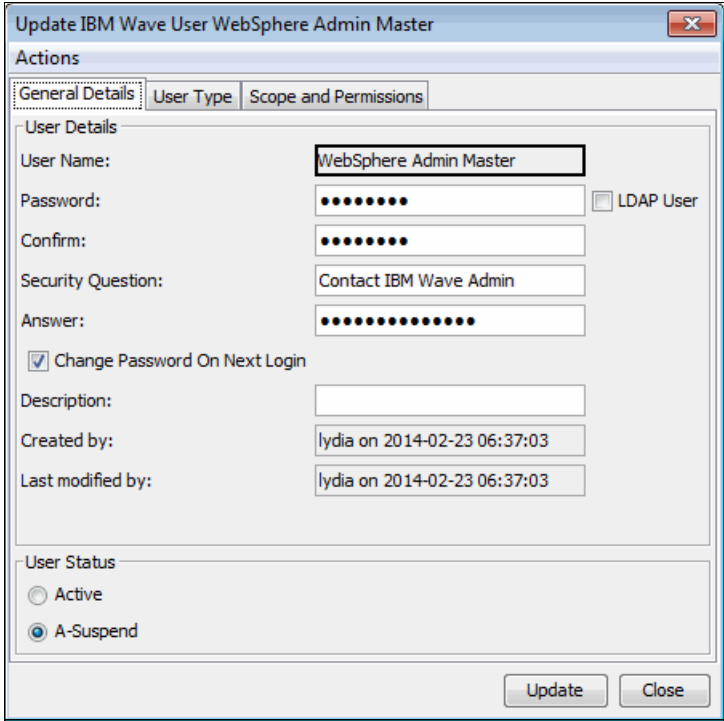 Update IBM Wave User WebSphere Admin Master
Actions
General Details User Type Scope and Permissions
User Details
User Name: WebSphere Admin Master
Password: ●●●●●●●● LDAP User
Confirm: ●●●●●●●●
Security Question: Contact IBM Wave Admin
Answer: ●●●●●●●●●●●●●●
Change Password On Next Login
Description:
Created by: lydia on 2014-02-23 06:37:03
Last modified by: lydia on 2014-02-23 06:37:03
User Status
Active
A-Suspend
Update Close